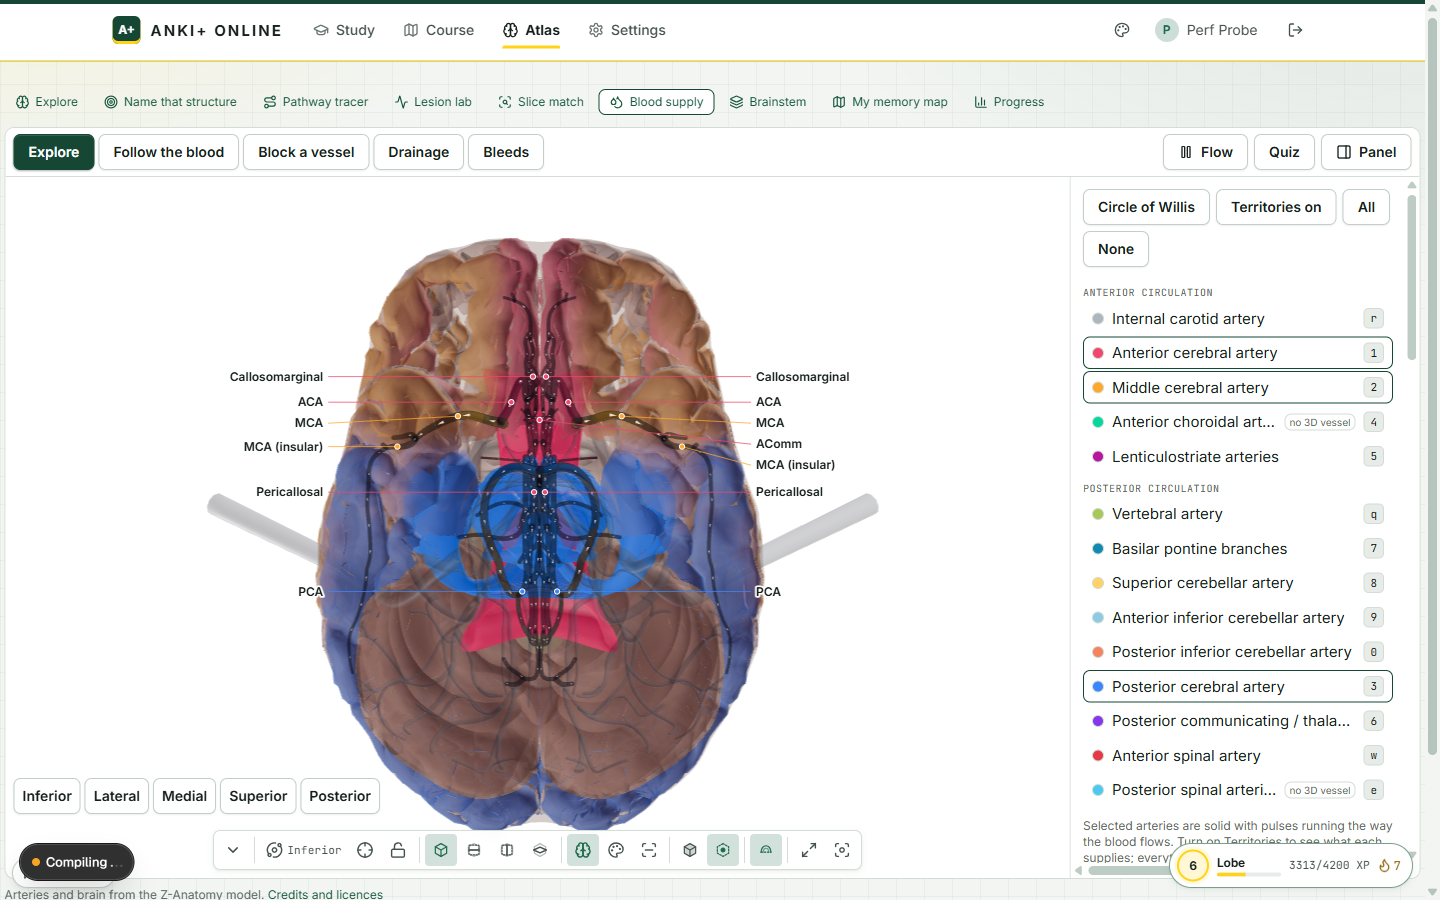 A+ ANKI+ ONLINE Study Course Atlas Settings P Perf Probe
Explore Name that structure Pathway tracer Lesion lab Slice match Blood supply Brainstem My memory map Progress
Explore Follow the blood Block a vessel Drainage Bleeds Flow Quiz Panel
Circle of Willis Territories on All
None
ANTERIOR CIRCULATION
Internal carotid artery r
Anterior cerebral artery 1
Middle cerebral artery 2
Anterior choroidal art... no 3D vessel 4
Lenticulostriate arteries 5
POSTERIOR CIRCULATION
Vertebral artery q
Basilar pontine branches 7
Superior cerebellar artery 8
Anterior inferior cerebellar artery 9
Posterior inferior cerebellar artery 0
Posterior cerebral artery 3
Posterior communicating / thala... 6
Anterior spinal artery w
Posterior spinal arteri... no 3D vessel e
Selected arteries are solid with pulses running the way
the blood flows. Turn on Territories to see what each
supplies; every
Callosomarginal Callosomarginal
ACA ACA
MCA MCA
AComm
MCA (insular)
MCA (insular)
Pericallosal Pericallosal
PCA PCA
Inferior Lateral Medial Superior Posterior
Inferior
Compiling ...
6 Lobe 3313/4200 XP 7
Arteries and brain from the Z-Anatomy model. Credits and licences